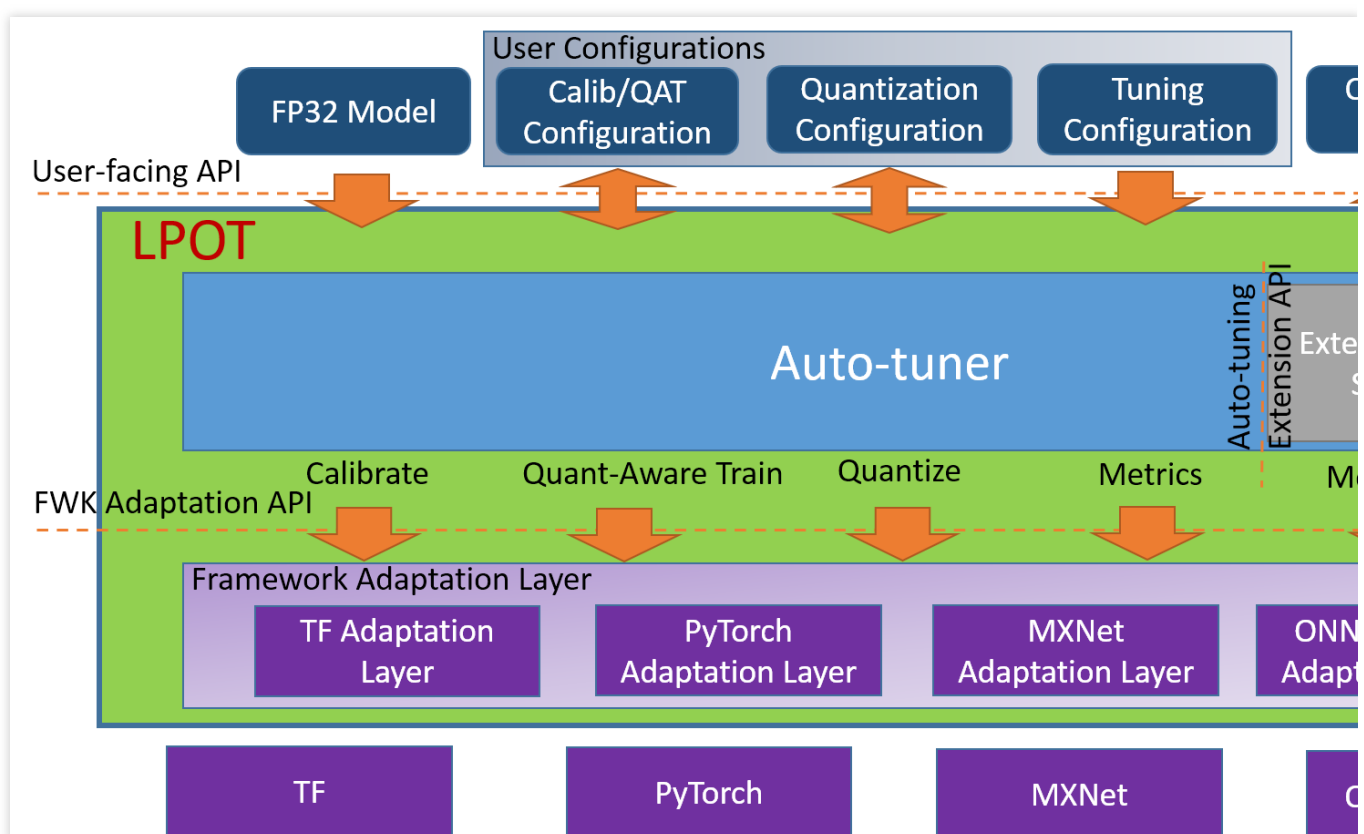 User Configurations
FP32 Model
Calib/QAT
Configuration
Quantization
Configuration
Tuning
Configuration
User-facing API
LPOT
Auto-tuner
Auto-tuning
Extension API
Calibrate
Quant-Aware Train
Quantize
Metrics
FWK Adaptation API
Framework Adaptation Layer
TF Adaptation
Layer
PyTorch
Adaptation Layer
MXNet
Adaptation Layer
TF
PyTorch
MXNet